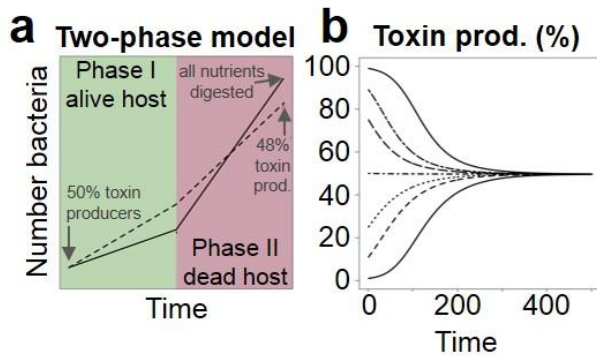 a
Two-phase model
Number bacteria
Phase I
alive host
all nutrients
digested
50% toxin
producers
48%
toxin
prod.
Phase II
dead host
Time
b
Toxin prod. (%)
100
80
60
40
20
0
0 200 400
Time